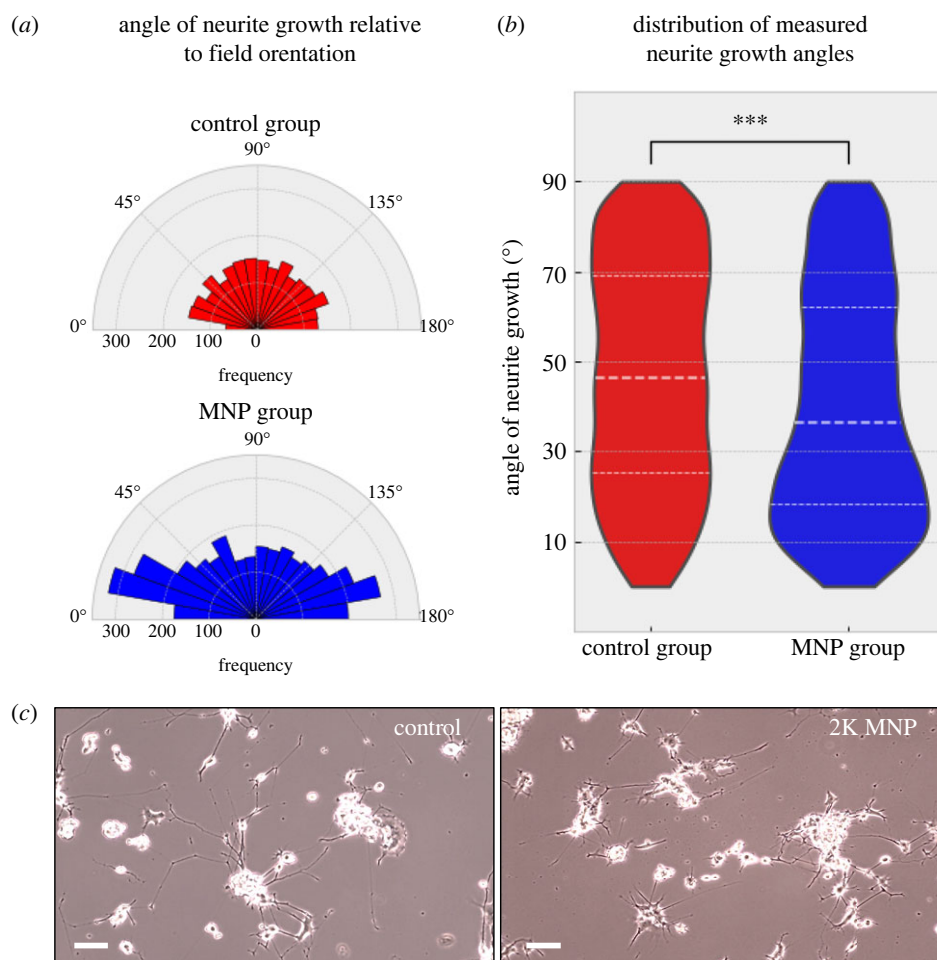 (a) angle of neurite growth relative
to field orentation
control group
90°
45° 135°
0° 180°
300 200 100 0
frequency
MNP group
90°
45° 135°
0° 180°
300 200 100 0
frequency
(b) distribution of measured
neurite growth angles
***
90
70
50
30
10
angle of neurite growth (°)
control group MNP group
(c) control 2K MNP